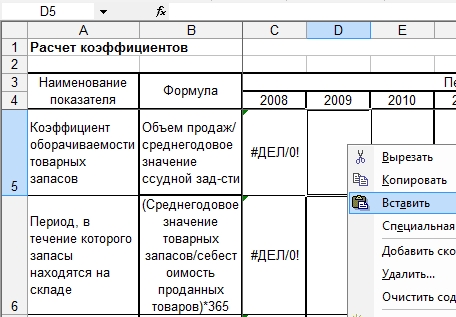 D5 fx
A B C D E
1 Расчет коэффициентов
2
3 Наименование показателя Формула Пе
4 2008 2009 2010 2
Коэффициент Объем продаж/
оборачиваемости среднегодовое
товарных значение #ДЕЛ/0!
запасов ссудной зад-сти
5
Период, в (Среднегодовое
течение которого значение
запасы товарных
находятся на запасов/себест #ДЕЛ/0!
складе оимость
проданных
6 товаров)*365
Вырезать
Копировать
Вставить
Специальная
Добавить ско
Удалить...
Очистить сод